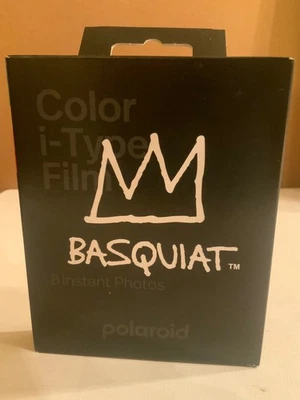 Color
i-Type
Film
BASQUIAT™
8 Instant Photos
polaroid